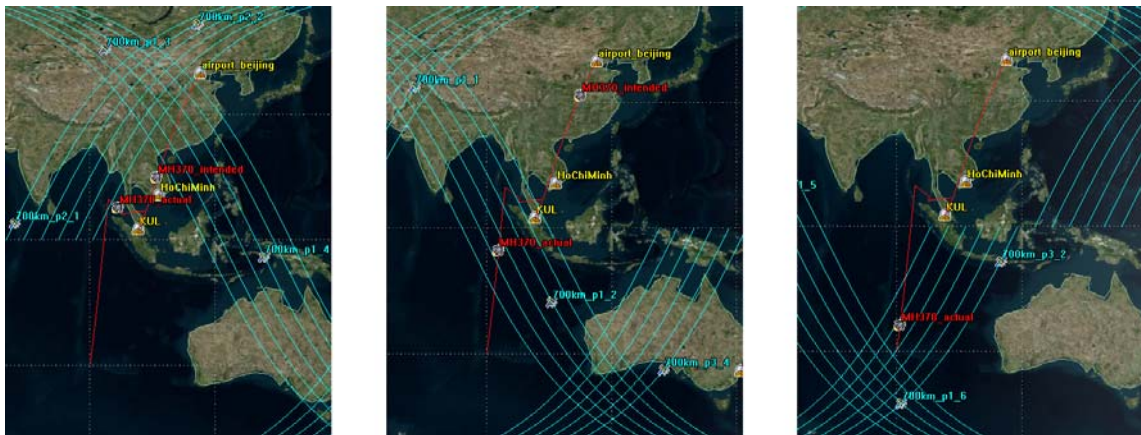 700km_p2_2
700km_p1_3
airport_beijing
MH370_intended
HoChiMinh
MH370_actual
700km_p2_1
KUL
700km_p1_4
airport_beijing
700km_p1_1
MH370_intended
HoChiMinh
KUL
MH370_actual
700km_p1_2
700km_p3_4
airport_beijing
HoChiMinh
1_5
KUL
700km_p3_2
MH370_actual
700km_p1_6